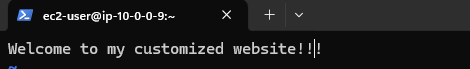 ec2-user@ip-10-0-0-9:~
Welcome to my customized website!!!
~